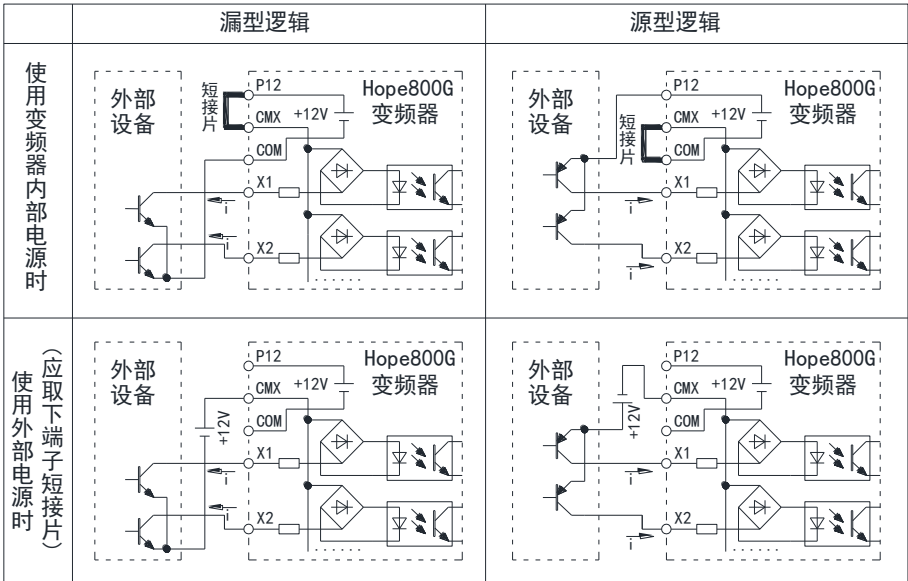 漏型逻辑
源型逻辑
使用变频器内部电源时
外部
设备
短接片
P12
CMX
COM
X1
X2
+12V
Hope800G
变频器
i
i
......
外部
设备
短接片
P12
CMX
COM
X1
X2
+12V
Hope800G
变频器
i
i
......
使用外部电源时
(应取下端子短接片)
外部
设备
+12V
P12
CMX
COM
X1
X2
+12V
Hope800G
变频器
i
i
......
外部
设备
+12V
P12
CMX
COM
X1
X2
+12V
Hope800G
变频器
i
i
......